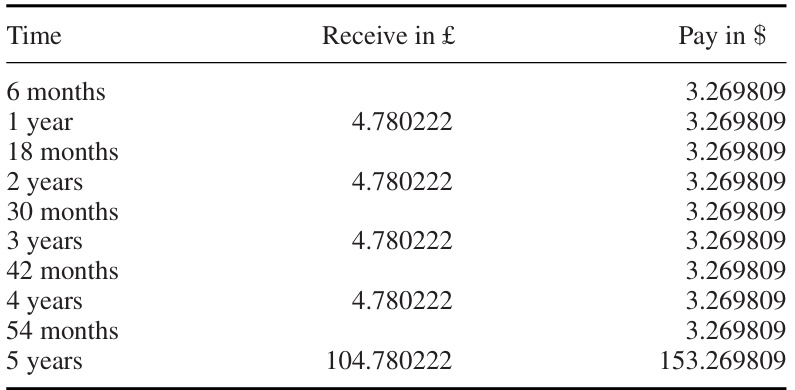 Time Receive in £ Pay in $
6 months 3.269809
1 year 4.780222 3.269809
18 months 3.269809
2 years 4.780222 3.269809
30 months 3.269809
3 years 4.780222 3.269809
42 months 3.269809
4 years 4.780222 3.269809
54 months 3.269809
5 years 104.780222 153.269809